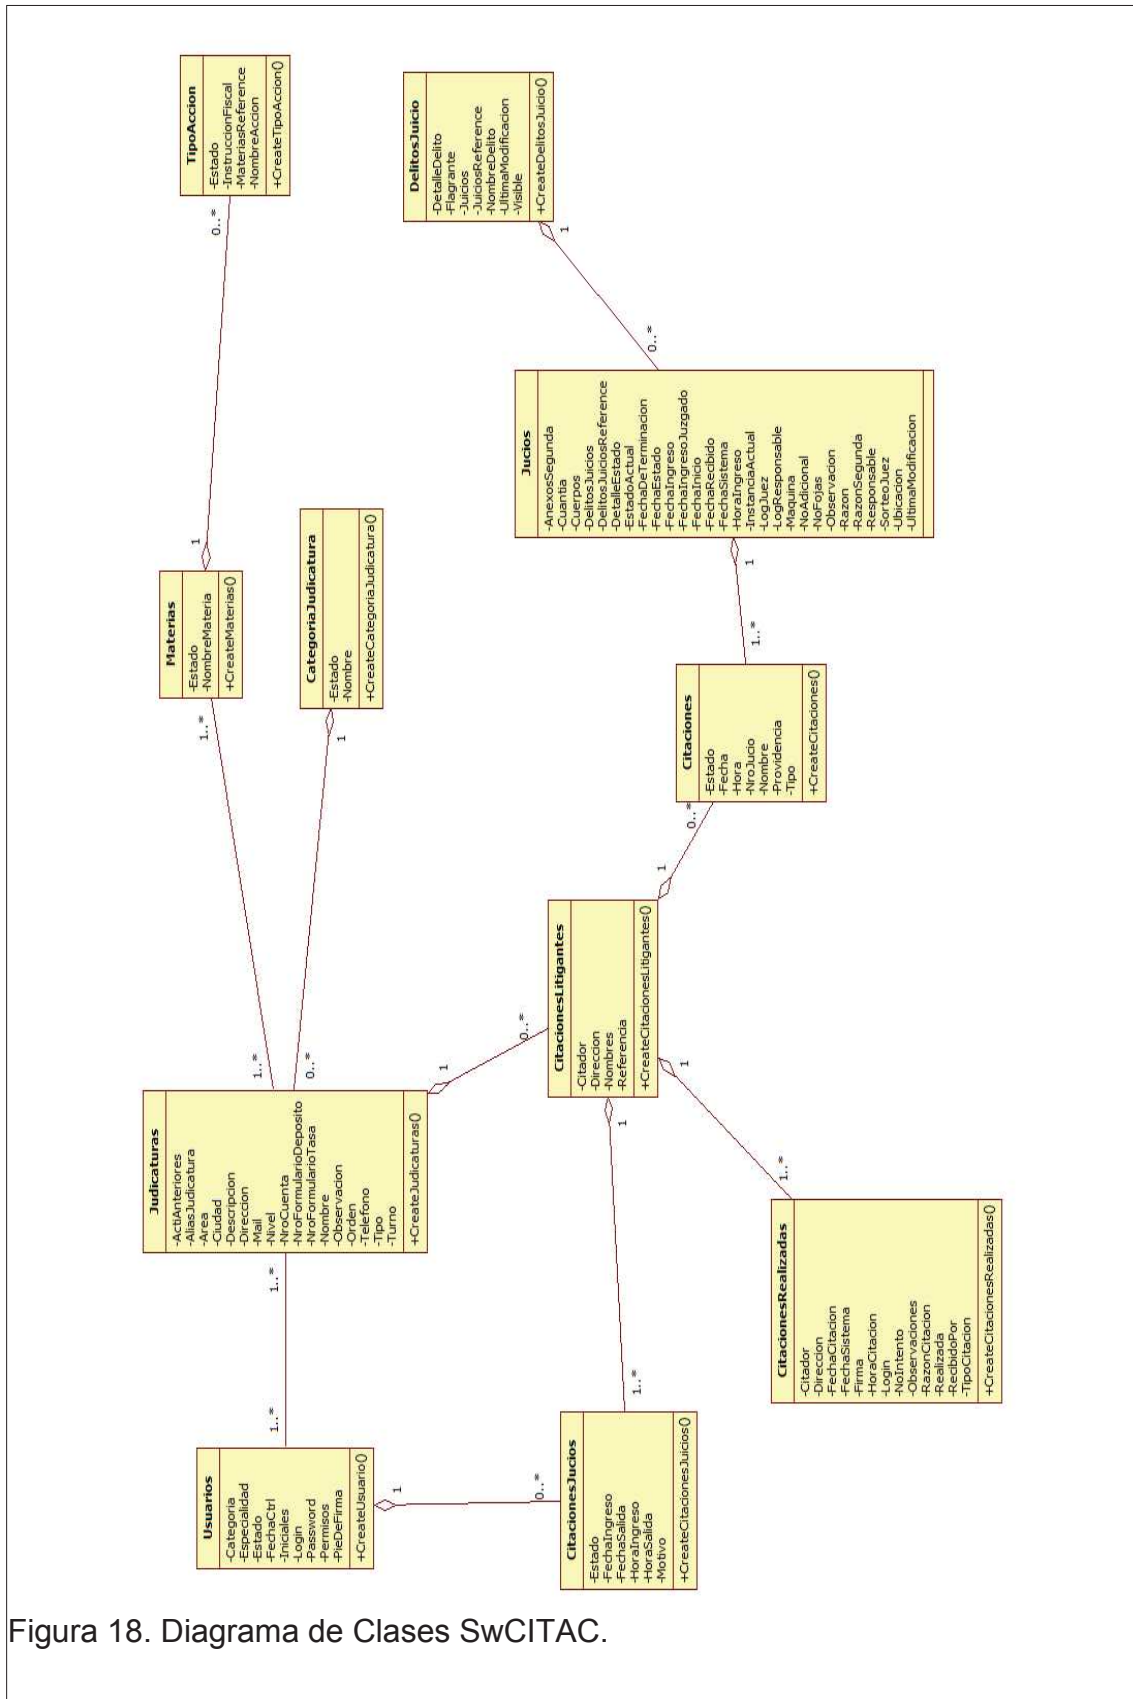 TipoAccion
-Estado
-InstruccionFiscal
-MateriasReference
-NombreAccion
+CreateTipoAccion()
0..*
1
Materias
-Estado
-NombreMateria
+CreateMaterias()
1..*
1..*
CategoriaJudicatura
-Estado
-Nombre
+CreateCategoriaJudicatura()
1
0..*
Judicaturas
-ActiAnteriores
-AliasJudicatura
-Area
-Ciudad
-Descripcion
-Direccion
-Mail
-Nivel
-NroCuenta
-NroFormularioDeposito
-NroFormularioTasa
-Nombre
-Observacion
-Orden
-Telefono
-Tipo
-Turno
+CreateJudicaturas()
1
0..*
1..*
1..*
Usuarios
-Categoria
-Especialidad
-Estado
-FechaCtrl
-Iniciales
-Login
-Password
-Permisos
-PieDeFirma
+CreateUsuario()
1
0..*
DelitosJuicio
-DetalleDelito
-Flagrante
-Juicios
-JuiciosReference
-NombreDelito
-UltimaModificacion
-Visible
+CreateDelitosJuicio()
1
0..*
Jucios
-AnexosSegunda
-Cuantia
-Cuerpos
-DelitosJuicios
-DelitosJuiciosReference
-DetalleEstado
-EstadoActual
-FechaDeTerminacion
-FechaEstado
-FechaIngreso
-FechaIngresoJuzgado
-FechaInicio
-FechaRecibido
-FechaSistema
-HoraIngreso
-InstanciaActual
-LogJuez
-LogResponsable
-Maquina
-NoAdicional
-NoFojas
-Observacion
-Razon
-RazonSegunda
-Responsable
-SorteoJuez
-Ubicacion
-UltimaModificacion
1
1..*
Citaciones
-Estado
-Fecha
-Hora
-NroJucio
-Nombre
-Providencia
-Tipo
+CreateCitaciones()
0..*
1
CitacionesLitigantes
-Citador
-Direccion
-Nombres
-Referencia
+CreateCitacionesLitigantes()
1
1
1..*
1..*
CitacionesJucios
-Estado
-FechaIngreso
-FechaSalida
-HoraIngreso
-HoraSalida
-Motivo
+CreateCitacionesJuicios()
CitacionesRealizadas
-Citador
-Direccion
-FechaCitacion
-FechaSistema
-Firma
-HoraCitacion
-Login
-NoIntento
-Observaciones
-RazonCitacion
-Realizada
-RecibidoPor
-TipoCitacion
+CreateCitacionesRealizadas()
Figura 18. Diagrama de Clases SwCITAC.